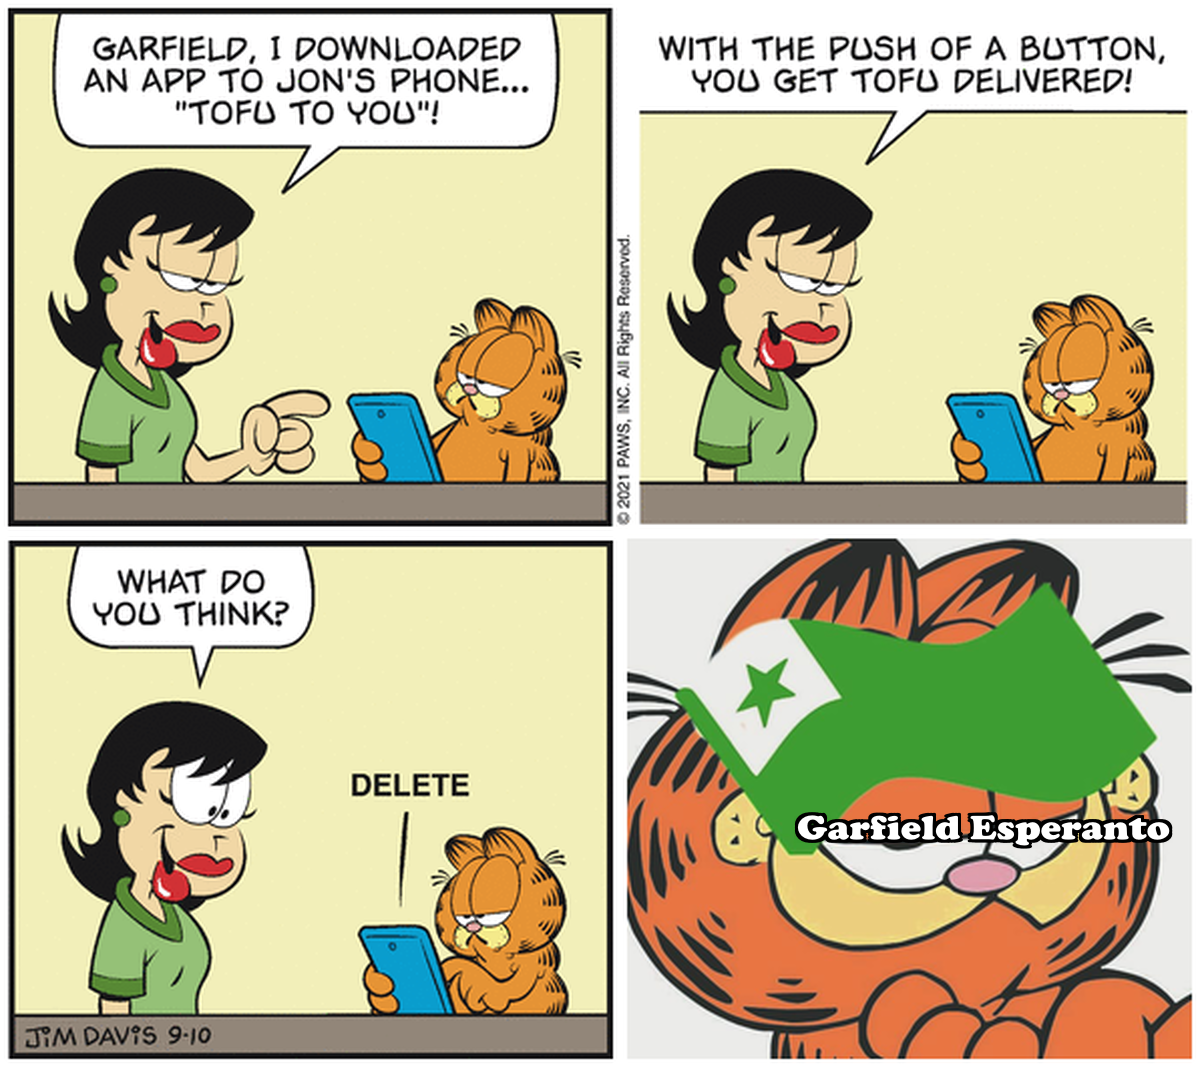 GARFIELD, I DOWNLOADED
AN APP TO JON'S PHONE...
"TOFU TO YOU"!
© 2021 PAWS, INC. All Rights Reserved.
WITH THE PUSH OF A BUTTON,
YOU GET TOFU DELIVERED!
WHAT DO
YOU THINK?
DELETE
JiM DAViS 9-10
Garfield Esperanto